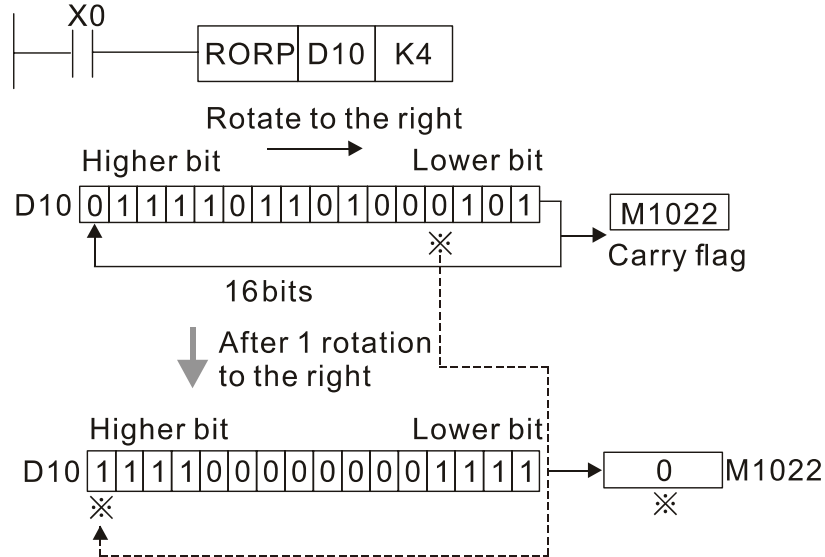 X0
RORP D10 K4
Rotate to the right
Higher bit Lower bit
D10 0 1 1 1 1 0 1 1 0 1 0 0 0 1 0 1 M1022
※ Carry flag
16bits
After 1 rotation
to the right
Higher bit Lower bit
D10 1 1 1 1 0 0 0 0 0 0 0 0 1 1 1 1 0 M1022
※ ※